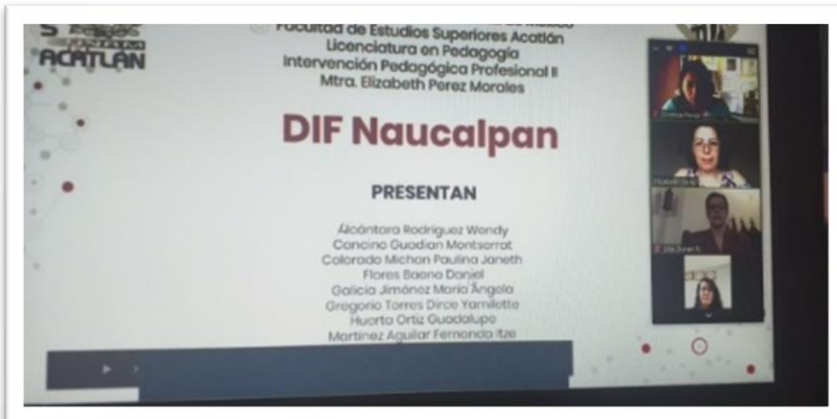 ACATLÁN
Facultad de Estudios Superiores Acatlán
Licenciatura en Pedagogía
Intervención Pedagógica Profesional II
Mtra. Elizabeth Perez Morales
DIF Naucalpan
PRESENTAN
Alcántara Rodríguez Wendy
Cancino Guadian Montserrat
Colorado Michan Paulina Janeth
Flores Baena Daniel
Galicia Jiménez María Ángela
Gregorio Torres Dirce Yamilette
Huerta Ortiz Guadalupe
Martínez Aguilar Fernanda Itze